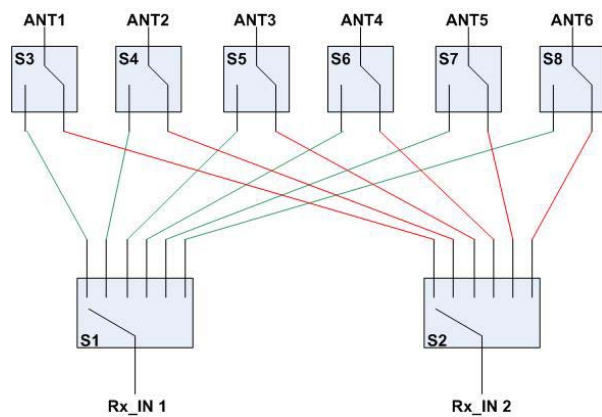 ANT1 ANT2 ANT3 ANT4 ANT5 ANT6
S3 S4 S5 S6 S7 S8
S1 S2
Rx_IN 1 Rx_IN 2